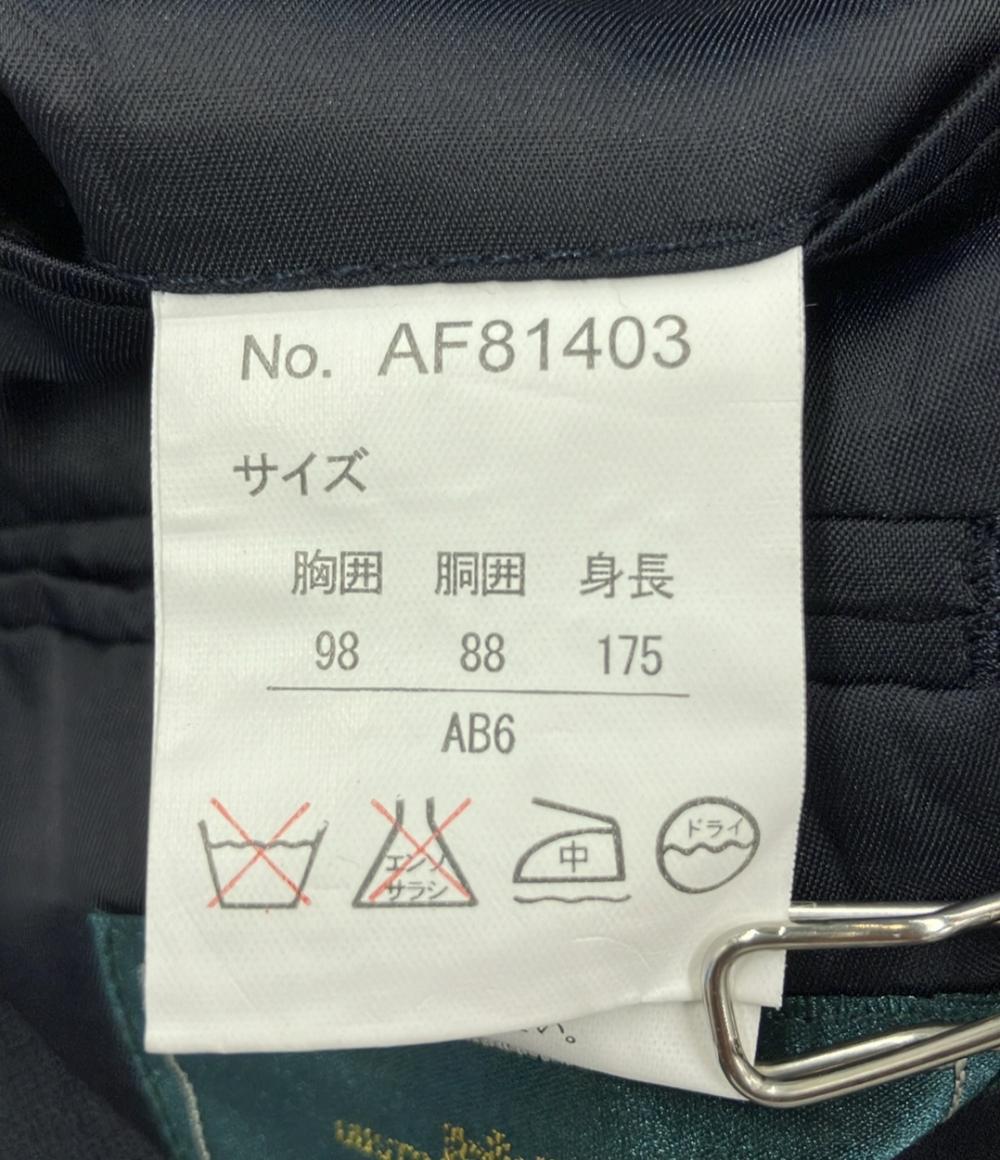 No. AF81403
サイズ
胸囲 胴囲 身長
98 88 175
AB6
エンソ
サラシ
中
ドライ
い。